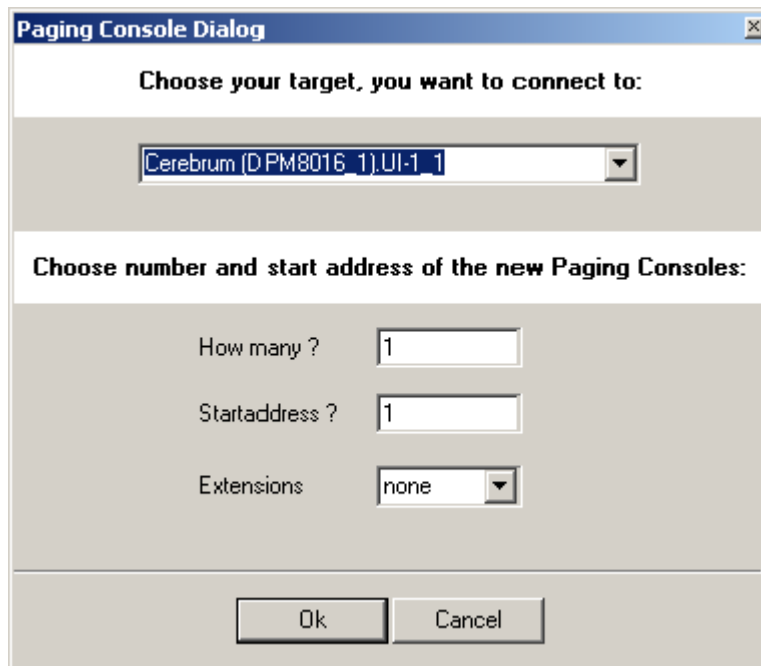 Paging Console Dialog
Choose your target, you want to connect to:
Cerebrum (DPM8016_1).UI-1_1
Choose number and start address of the new Paging Consoles:
How many ? 1
Startaddress ? 1
Extensions none
Ok Cancel